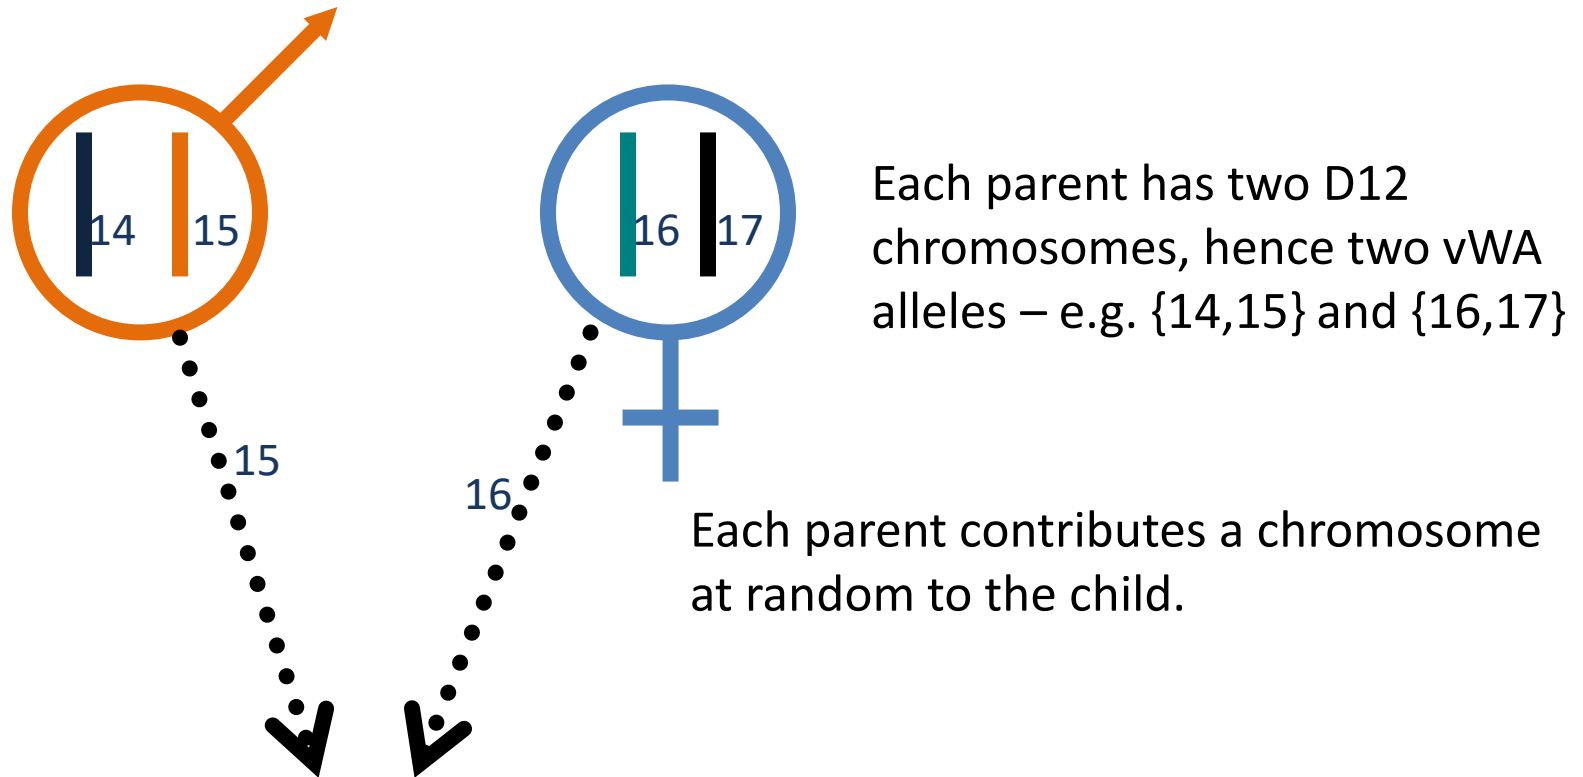 14 15
16 17
Each parent has two D12
chromosomes, hence two vWA
alleles – e.g. {14,15} and {16,17}
15
16
Each parent contributes a chromosome
at random to the child.